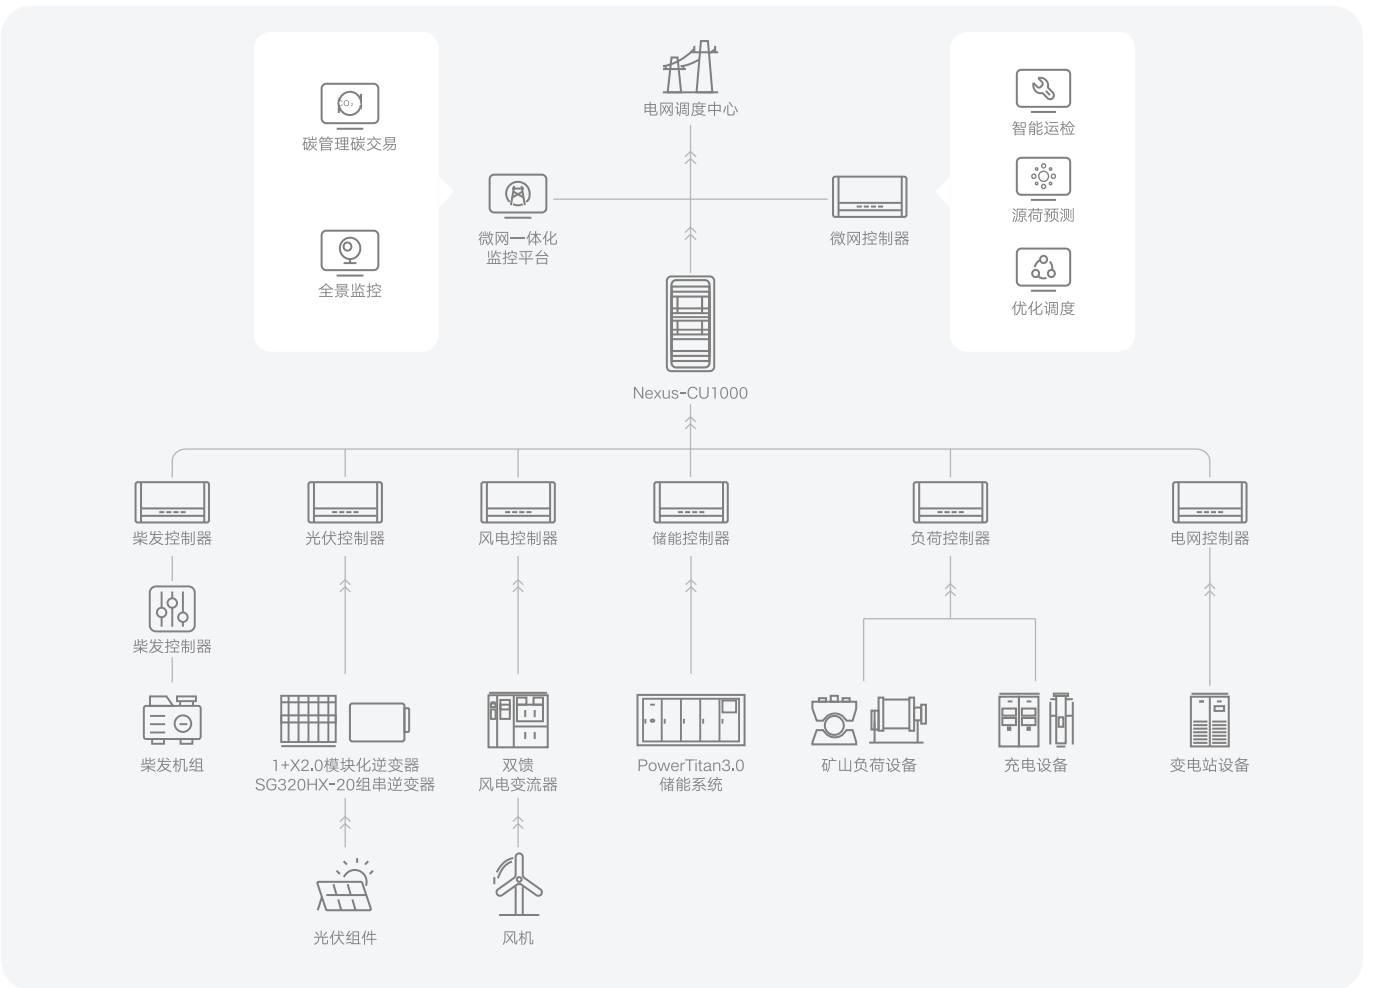 电网调度中心
CO₂
碳管理碳交易
全景监控
微网一体化
监控平台
微网控制器
智能运检
源荷预测
优化调度
Nexus-CU1000
柴发控制器
光伏控制器
风电控制器
储能控制器
负荷控制器
电网控制器
柴发控制器
柴发机组
1+X2.0模块化逆变器
SG320HX-20组串逆变器
双馈
风电变流器
PowerTitan3.0
储能系统
矿山负荷设备
充电设备
变电站设备
光伏组件
风机